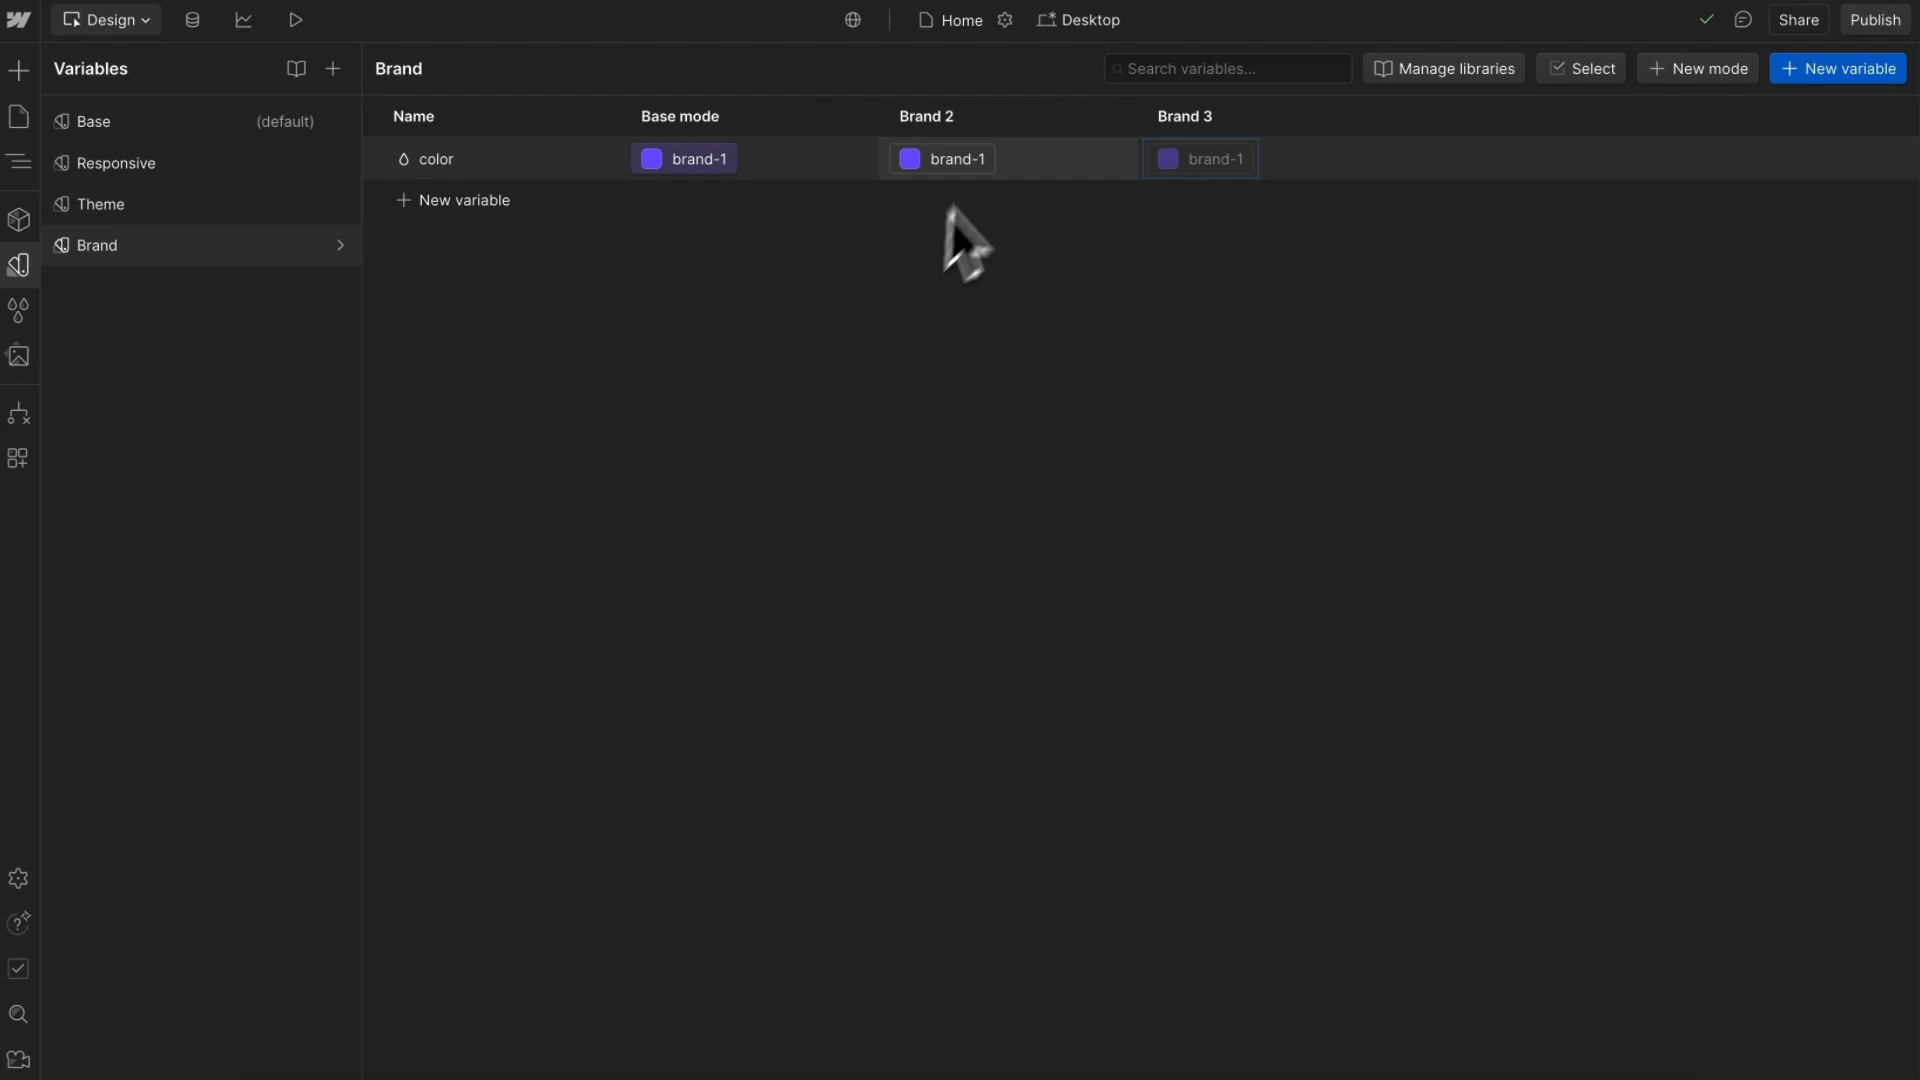 Design
Home
Desktop
Share
Publish
Variables
Brand
Search variables...
Manage libraries
Select
New mode
New variable
Base
(default)
Responsive
Theme
Brand
Name
Base mode
Brand 2
Brand 3
color
brand-1
brand-1
brand-1
New variable